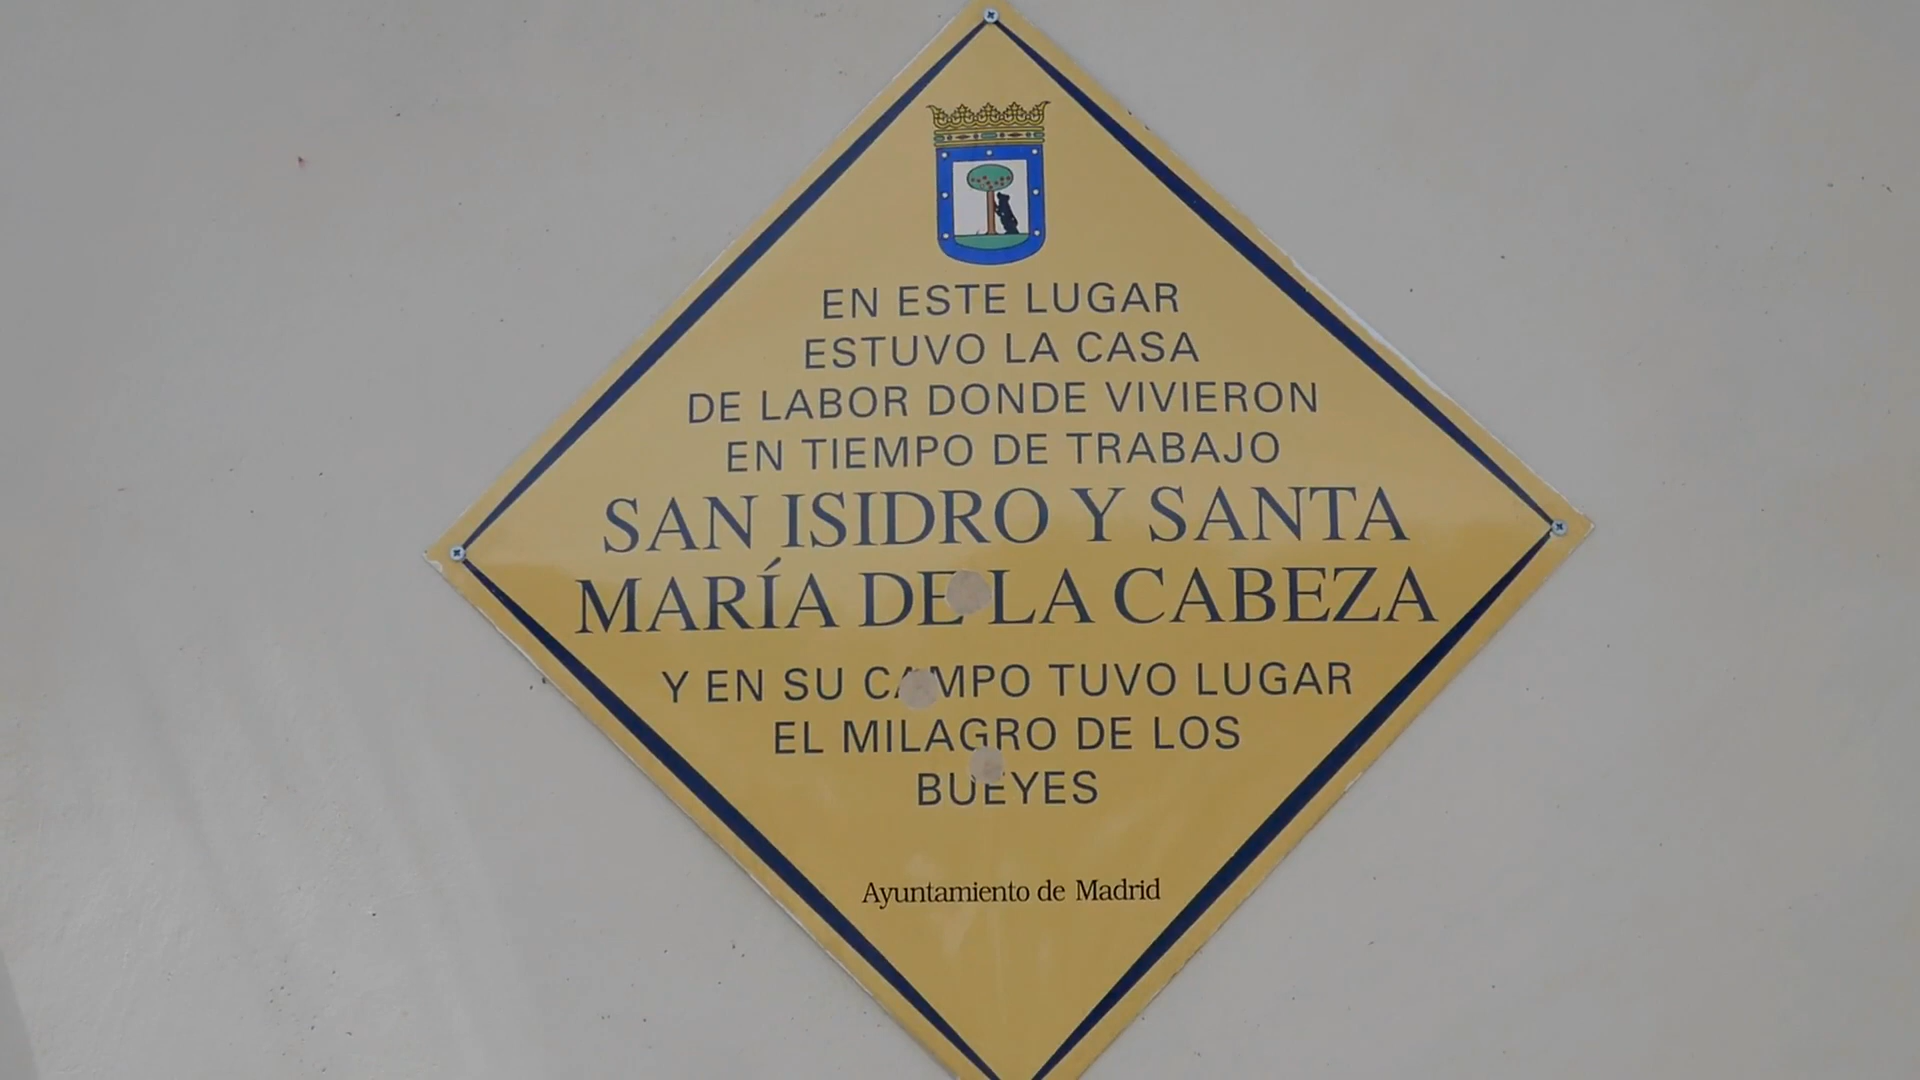 EN ESTE LUGAR
ESTUVO LA CASA
DE LABOR DONDE VIVIERON
EN TIEMPO DE TRABAJO
SAN ISIDRO Y SANTA
MARÍA DE LA CABEZA
Y EN SU CAMPO TUVO LUGAR
EL MILAGRO DE LOS
BUEYES
Ayuntamiento de Madrid